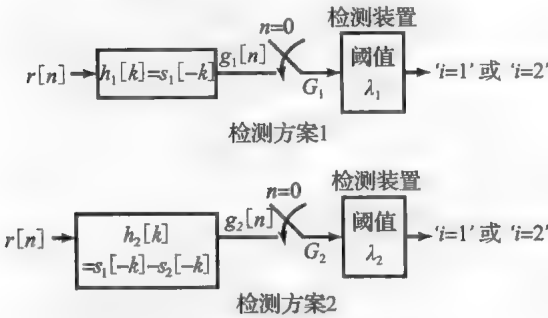 n=0
检测装置
r[n]
h₁[k]=s₁[-k]
g₁[n]
G₁
阈值
λ₁
'i=1' 或 'i=2'
检测方案1
n=0
检测装置
r[n]
h₂[k]
=s₁[-k]-s₂[-k]
g₂[n]
G₂
阈值
λ₂
'i=1' 或 'i=2'
检测方案2